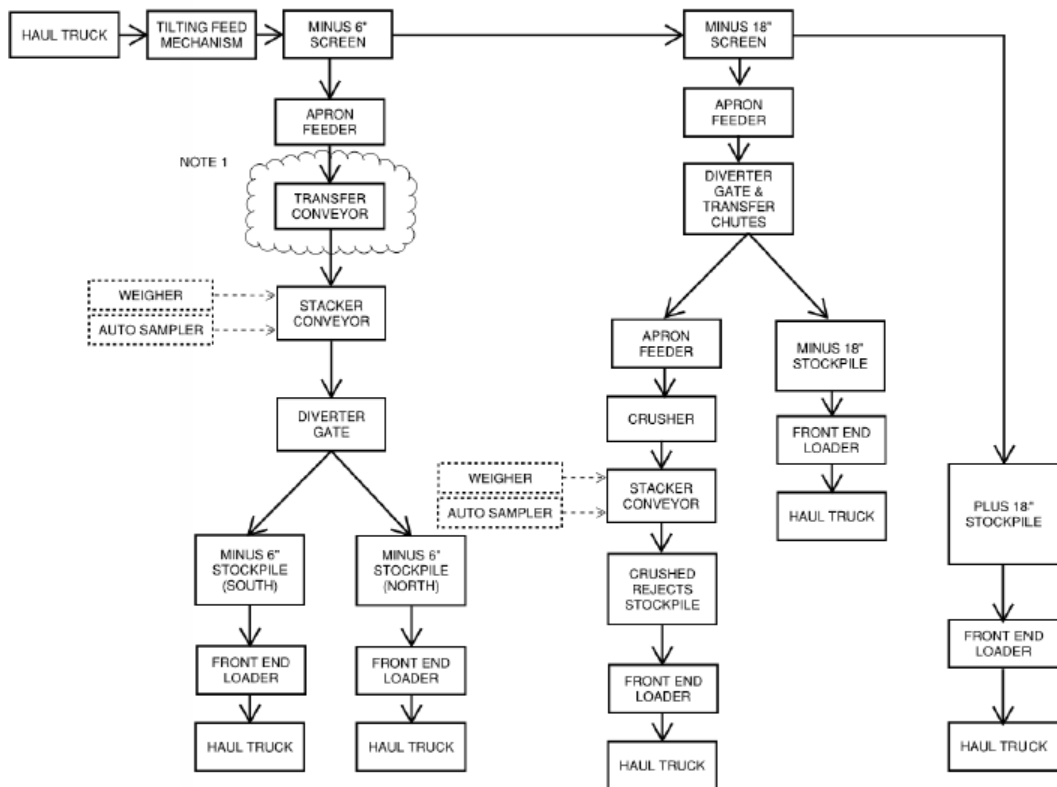 HAUL TRUCK
TILTING FEED
MECHANISM
MINUS 6"
SCREEN
MINUS 18"
SCREEN
APRON
FEEDER
APRON
FEEDER
NOTE 1
TRANSFER
CONVEYOR
DIVERTER
GATE &
TRANSFER
CHUTES
WEIGHER
AUTO SAMPLER
STACKER
CONVEYOR
APRON
FEEDER
MINUS 18"
STOCKPILE
DIVERTER
GATE
CRUSHER
FRONT END
LOADER
WEIGHER
AUTO SAMPLER
STACKER
CONVEYOR
HAUL TRUCK
PLUS 18"
STOCKPILE
MINUS 6"
STOCKPILE
(SOUTH)
MINUS 6"
STOCKPILE
(NORTH)
CRUSHED
REJECTS
STOCKPILE
FRONT END
LOADER
FRONT END
LOADER
FRONT END
LOADER
FRONT END
LOADER
HAUL TRUCK
HAUL TRUCK
HAUL TRUCK
HAUL TRUCK